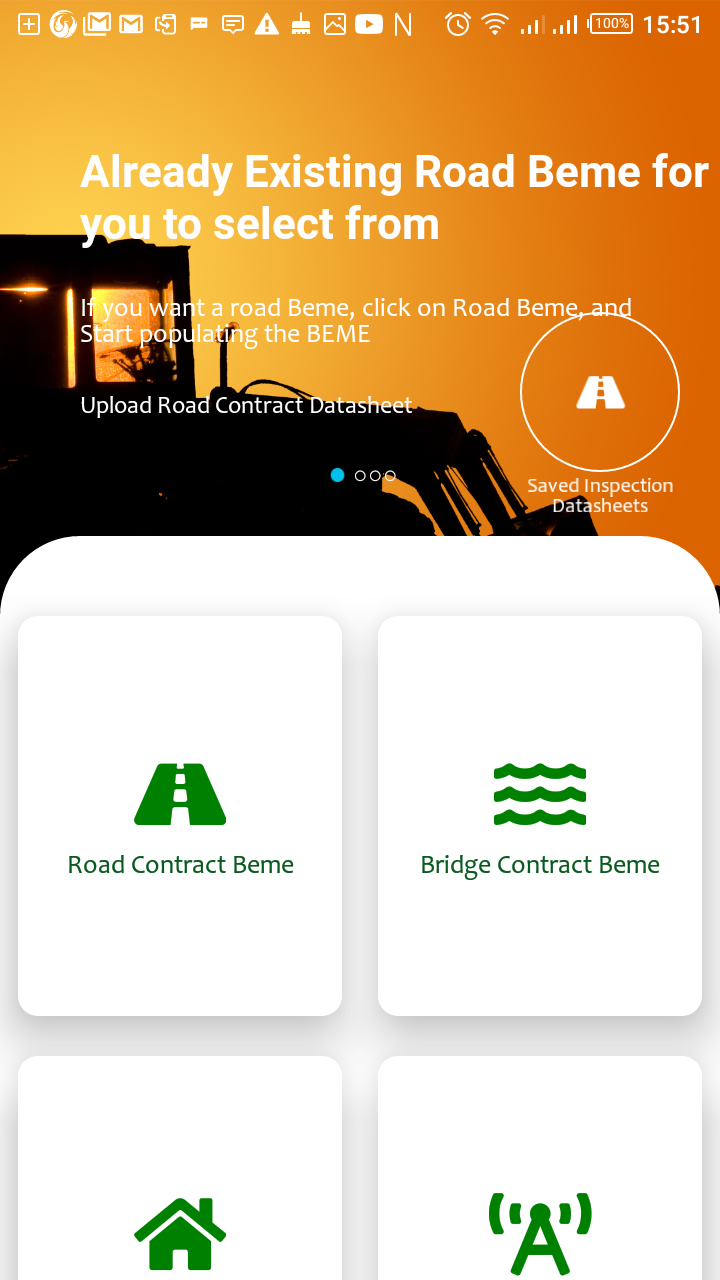 100% 15:51
Already Existing Road Beme for
you to select from
If you want a road Beme, click on Road Beme, and
Start populating the BEME
Upload Road Contract Datasheet
Saved Inspection
Datasheets
Road Contract Beme
Bridge Contract Beme